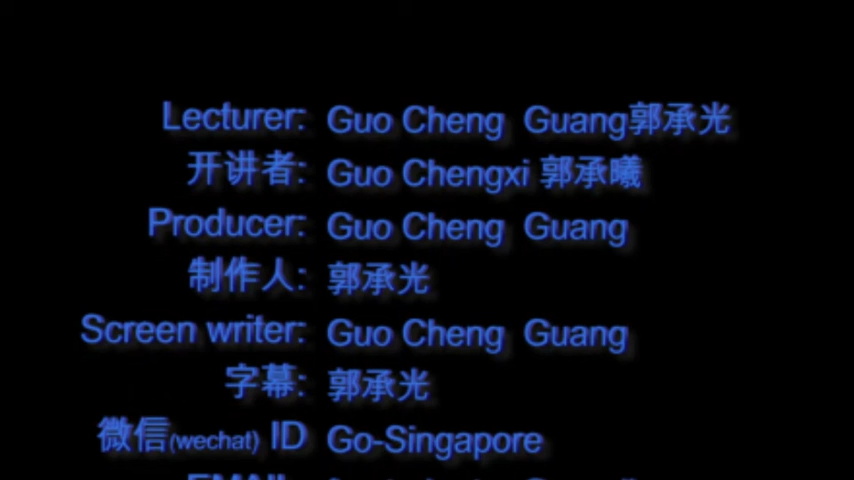 Lecturer: Guo Cheng Guang郭承光
开讲者: Guo Chengxi 郭承曦
Producer: Guo Cheng Guang
制作人: 郭承光
Screen writer: Guo Cheng Guang
字幕: 郭承光
微信(wechat) ID Go-Singapore